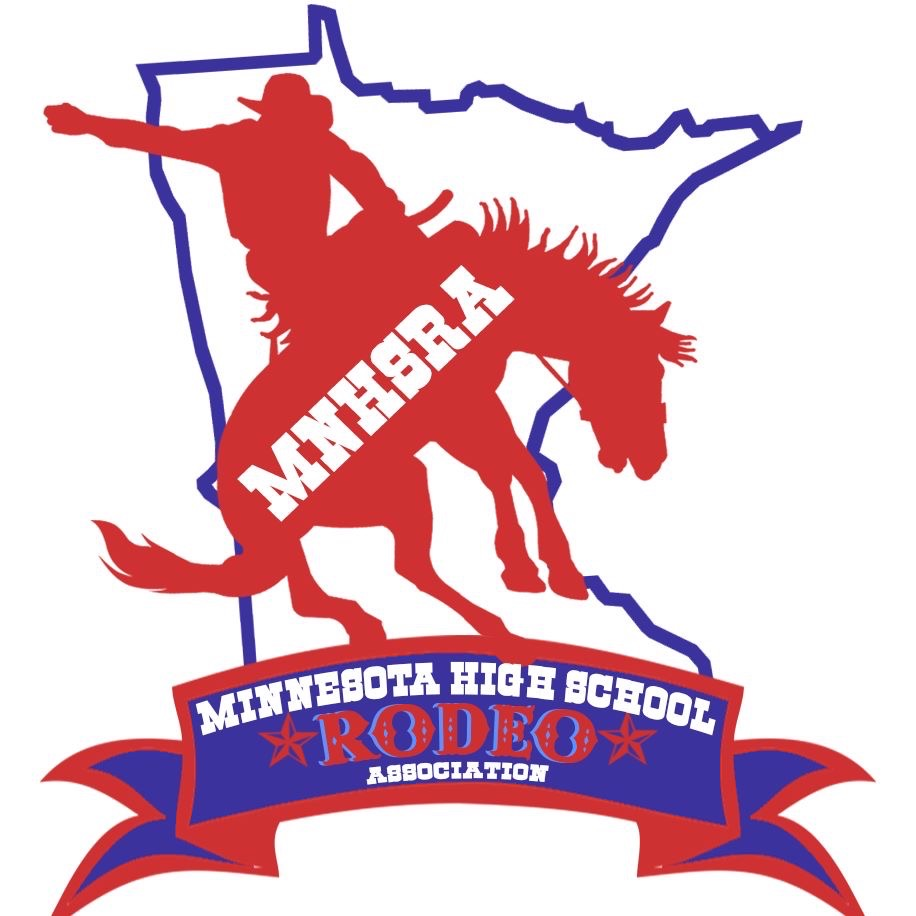 MNHSRA
MINNESOTA HIGH SCHOOL
RODEO
ASSOCIATION